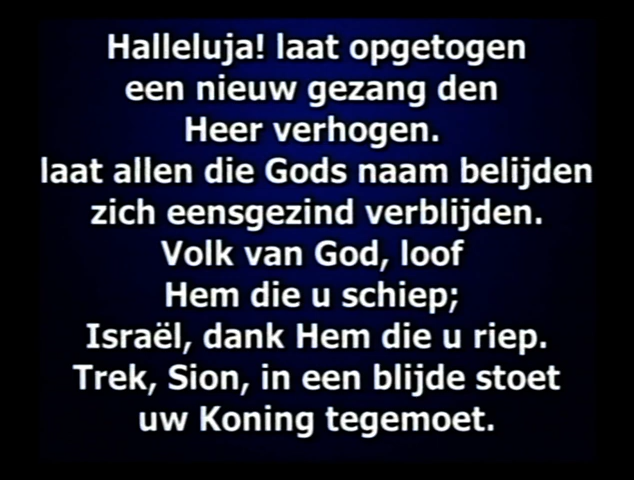 Halleluja! laat opgetogen
een nieuw gezang den
Heer verhogen.
laat allen die Gods naam belijden
zich eensgezind verblijden.
Volk van God, loof
Hem die u schiep;
Israël, dank Hem die u riep.
Trek, Sion, in een blijde stoet
uw Koning tegemoet.